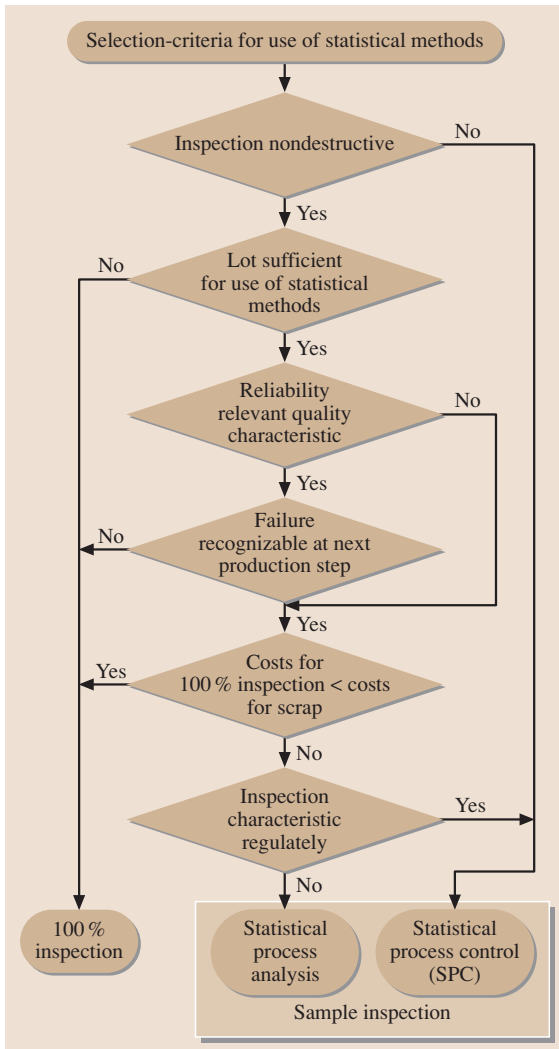 Selection-criteria for use of statistical methods
Inspection nondestructive
No
Yes
No
Lot sufficient
for use of statistical
methods
Yes
Reliability
relevant quality
characteristic
No
Yes
No
Failure
recognizable at next
production step
Yes
Yes
Costs for
100 % inspection < costs
for scrap
No
Inspection
characteristic
regulately
Yes
No
100 %
inspection
Statistical
process
analysis
Statistical
process control
(SPC)
Sample inspection